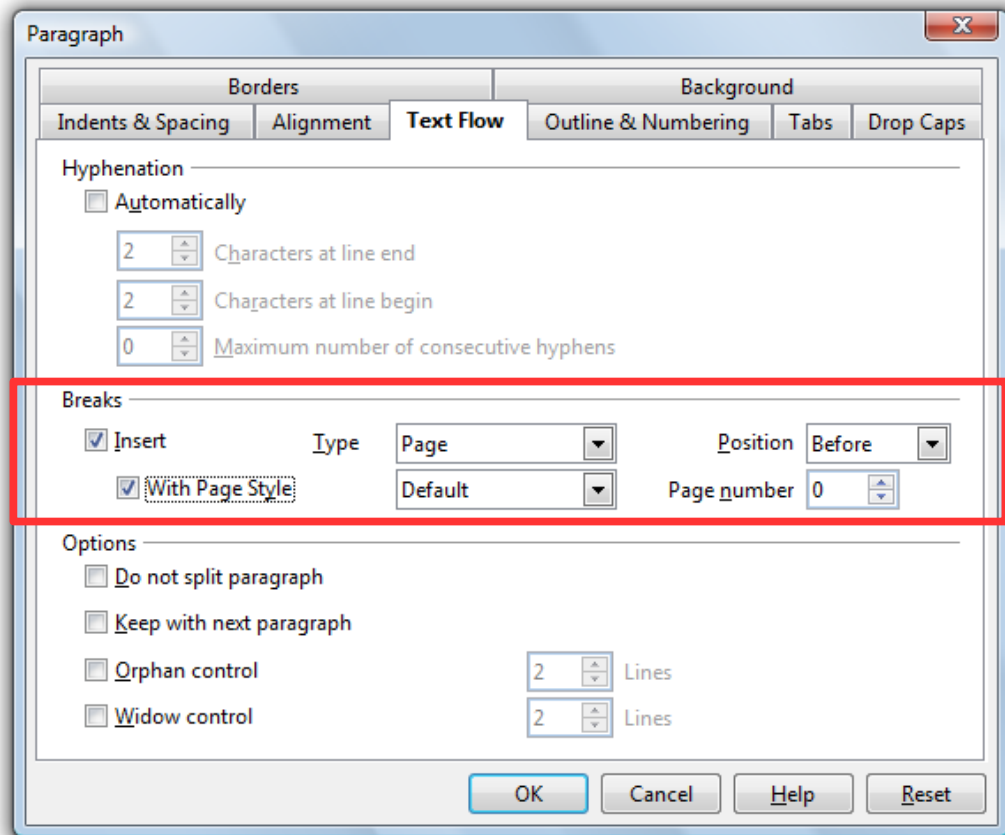 Paragraph
Borders Background
Indents & Spacing Alignment Text Flow Outline & Numbering Tabs Drop Caps
Hyphenation
Automatically
2 Characters at line end
2 Characters at line begin
0 Maximum number of consecutive hyphens
Breaks
Insert Type Page Position Before
With Page Style Default Page number 0
Options
Do not split paragraph
Keep with next paragraph
Orphan control 2 Lines
Widow control 2 Lines
OK Cancel Help Reset